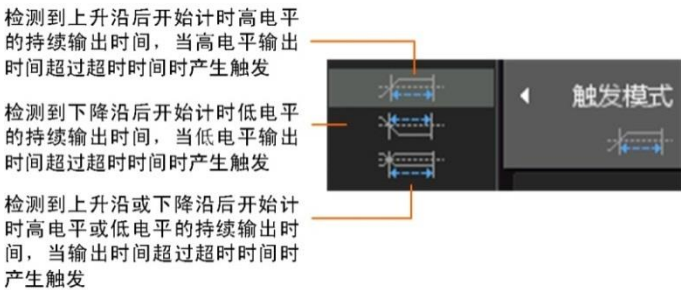 检测到上升沿后开始计时高电平
的持续输出时间，当高电平输出
时间超过超时时间时产生触发
检测到下降沿后开始计时低电平
的持续输出时间，当低电平输出
时间超过超时时间时产生触发
检测到上升沿或下降沿后开始计
时高电平或低电平的持续输出时
间，当输出时间超过超时时间时
产生触发
触发模式